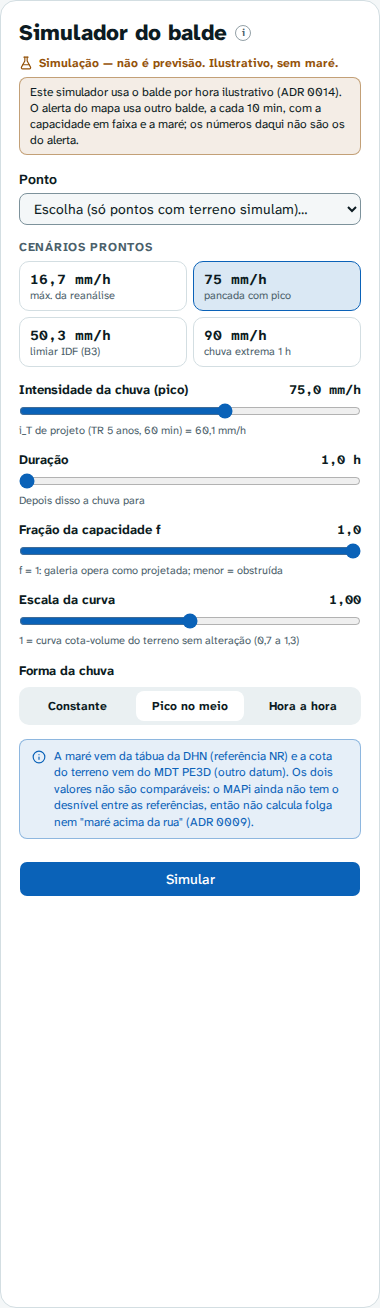 Simulador do balde
Simulação — não é previsão. Ilustrativo, sem maré.
Este simulador usa o balde por hora ilustrativo (ADR 0014).
O alerta do mapa usa outro balde, a cada 10 min, com a
capacidade em faixa e a maré; os números daqui não são os
do alerta.
Ponto
Escolha (só pontos com terreno simulam)...
CENÁRIOS PRONTOS
16,7 mm/h
máx. da reanálise
75 mm/h
pancada com pico
50,3 mm/h
limiar IDF (B3)
90 mm/h
chuva extrema 1 h
Intensidade da chuva (pico) 75,0 mm/h
i_T de projeto (TR 5 anos, 60 min) = 60,1 mm/h
Duração 1,0 h
Depois disso a chuva para
Fração da capacidade f 1,0
f = 1: galeria opera como projetada; menor = obstruída
Escala da curva 1,00
1 = curva cota-volume do terreno sem alteração (0,7 a 1,3)
Forma da chuva
Constante Pico no meio Hora a hora
A maré vem da tábua da DHN (referência NR) e a cota
do terreno vem do MDT PE3D (outro datum). Os dois
valores não são comparáveis: o MAPi ainda não tem o
desnível entre as referências, então não calcula folga
nem "maré acima da rua" (ADR 0009).
Simular